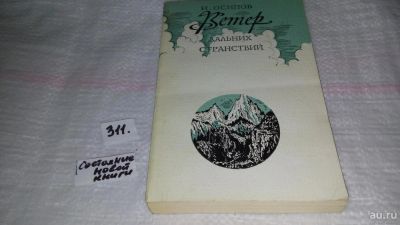 И. ОСИПОВ
Ветер
ДАЛЬНИХ
СТРАНСТВИЙ
311.
Состояние
новой
книги
au.ru